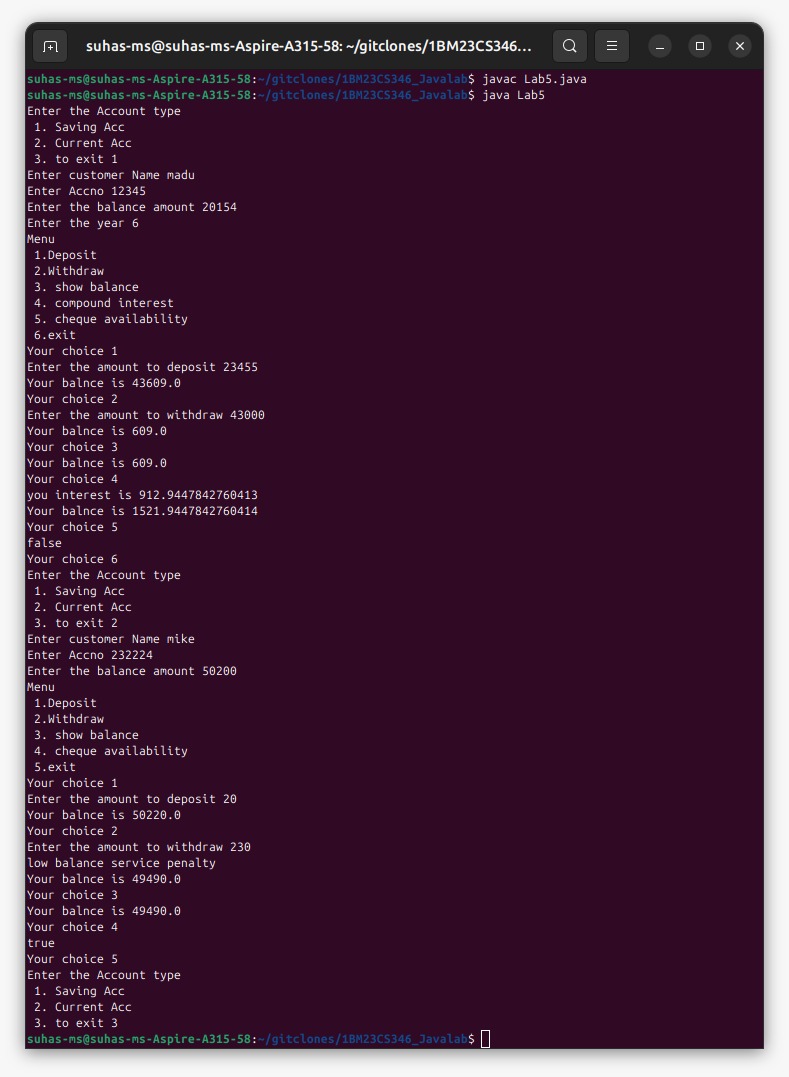 suhas-ms@suhas-ms-Aspire-A315-58: ~/gitclones/1BM23CS346...
suhas-ms@suhas-ms-Aspire-A315-58:~/gitclones/1BM23CS346_Javalab$ javac Lab5.java
suhas-ms@suhas-ms-Aspire-A315-58:~/gitclones/1BM23CS346_Javalab$ java Lab5
Enter the Account type
 1. Saving Acc
 2. Current Acc
 3. to exit 1
Enter customer Name madu
Enter Accno 12345
Enter the balance amount 20154
Enter the year 6
Menu
 1.Deposit
 2.Withdraw
 3. show balance
 4. compound interest
 5. cheque availability
 6.exit
Your choice 1
Enter the amount to deposit 23455
Your balnce is 43609.0
Your choice 2
Enter the amount to withdraw 43000
Your balnce is 609.0
Your choice 3
Your balnce is 609.0
Your choice 4
you interest is 912.9447842760413
Your balnce is 1521.9447842760414
Your choice 5
false
Your choice 6
Enter the Account type
 1. Saving Acc
 2. Current Acc
 3. to exit 2
Enter customer Name mike
Enter Accno 232224
Enter the balance amount 50200
Menu
 1.Deposit
 2.Withdraw
 3. show balance
 4. cheque availability
 5.exit
Your choice 1
Enter the amount to deposit 20
Your balnce is 50220.0
Your choice 2
Enter the amount to withdraw 230
low balance service penalty
Your balnce is 49490.0
Your choice 3
Your balnce is 49490.0
Your choice 4
true
Your choice 5
Enter the Account type
 1. Saving Acc
 2. Current Acc
 3. to exit 3
suhas-ms@suhas-ms-Aspire-A315-58:~/gitclones/1BM23CS346_Javalab$